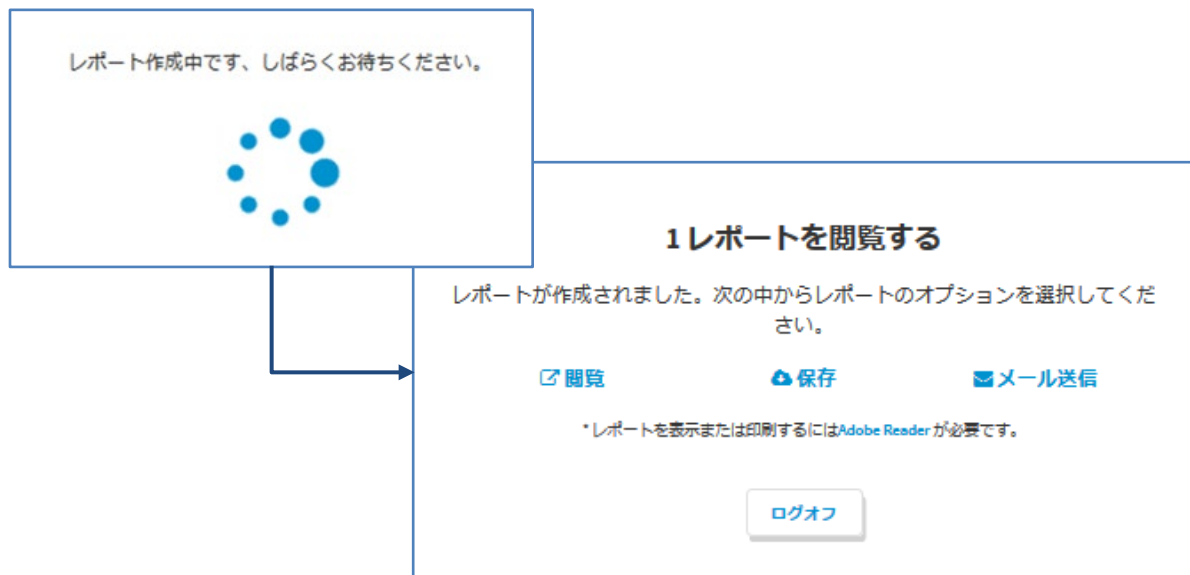 レポート作成中です、しばらくお待ちください。
1レポートを閲覧する
レポートが作成されました。次の中からレポートのオプションを選択してくだ
さい。
閲覧
保存
メール送信
*レポートを表示または印刷するにはAdobe Readerが必要です。
ログオフ